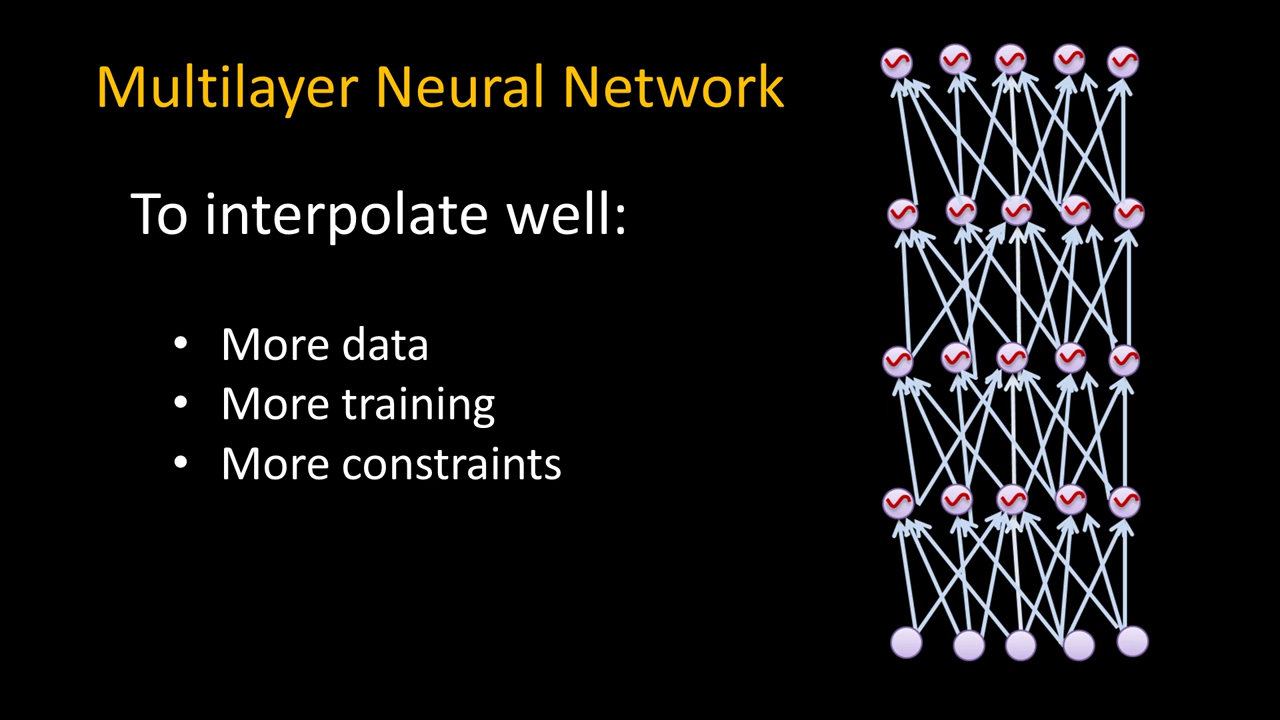 Multilayer Neural Network
To interpolate well:
• More data
• More training
• More constraints